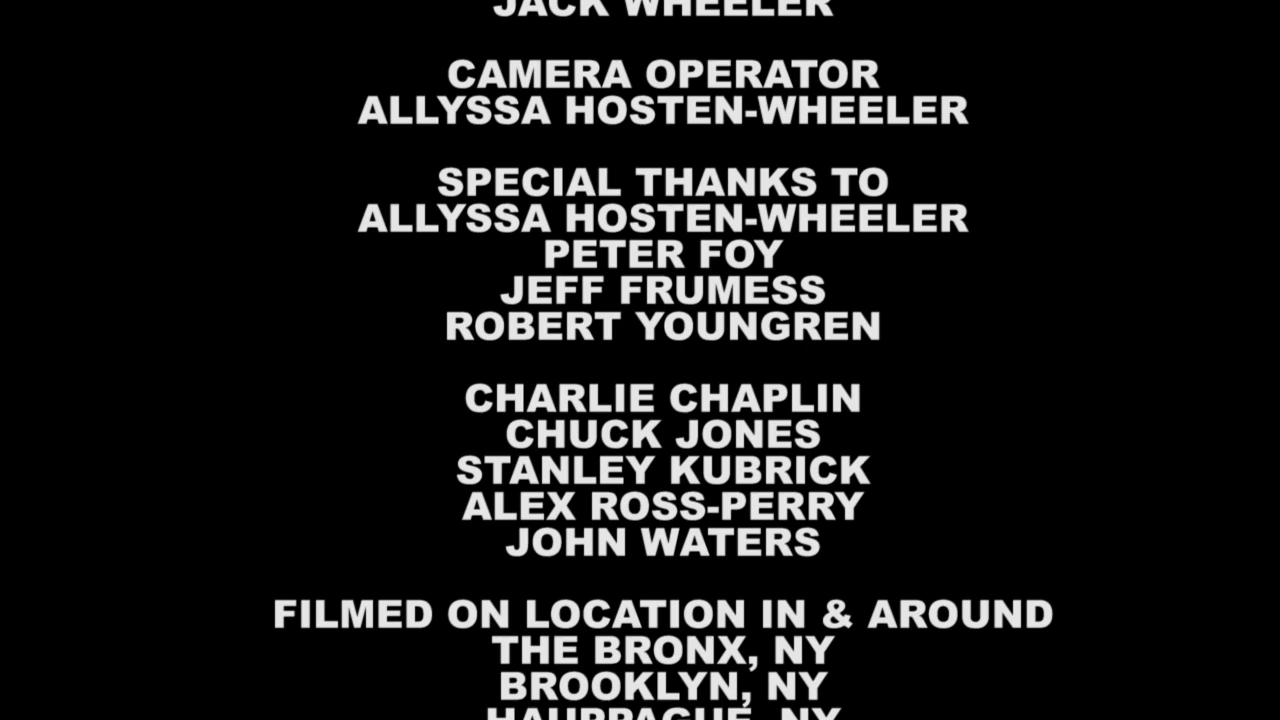 JACK WHEELER
CAMERA OPERATOR
ALLYSSA HOSTEN-WHEELER
SPECIAL THANKS TO
ALLYSSA HOSTEN-WHEELER
PETER FOY
JEFF FRUMESS
ROBERT YOUNGREN
CHARLIE CHAPLIN
CHUCK JONES
STANLEY KUBRICK
ALEX ROSS-PERRY
JOHN WATERS
FILMED ON LOCATION IN & AROUND
THE BRONX, NY
BROOKLYN, NY
HAUPPAGUE, NY